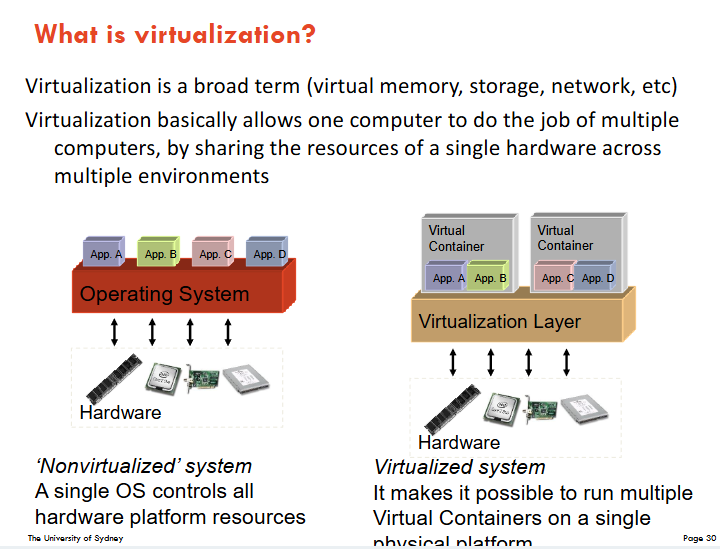 What is virtualization?
Virtualization is a broad term (virtual memory, storage, network, etc)
Virtualization basically allows one computer to do the job of multiple
computers, by sharing the resources of a single hardware across
multiple environments
App. A
App. B
App. C
App. D
Operating System
Hardware
Virtual
Container
Virtual
Container
App. A
App. B
App. C
App. D
Virtualization Layer
Hardware
‘Nonvirtualized’ system
A single OS controls all
hardware platform resources
Virtualized system
It makes it possible to run multiple
Virtual Containers on a single
physical platform
The University of Sydney
Page 30